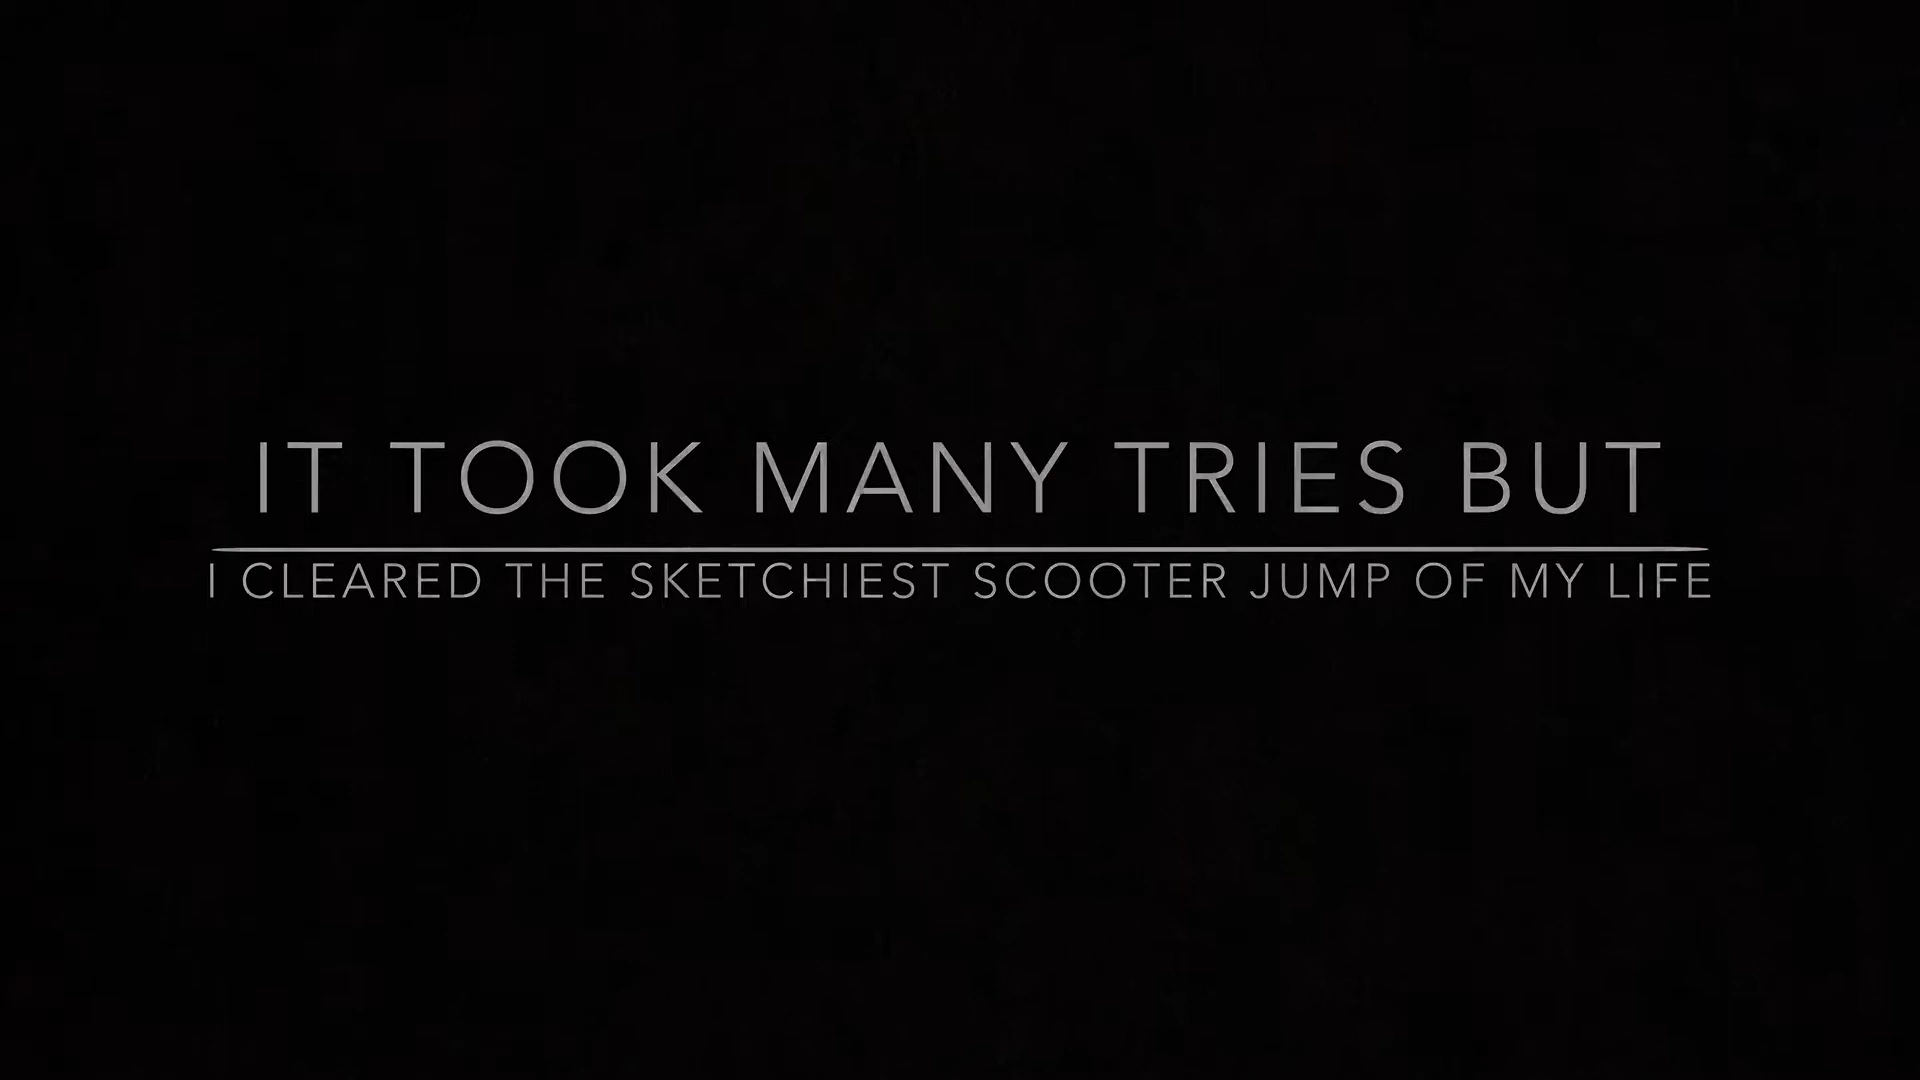 IT TOOK MANY TRIES BUT
I CLEARED THE SKETCHIEST SCOOTER JUMP OF MY LIFE